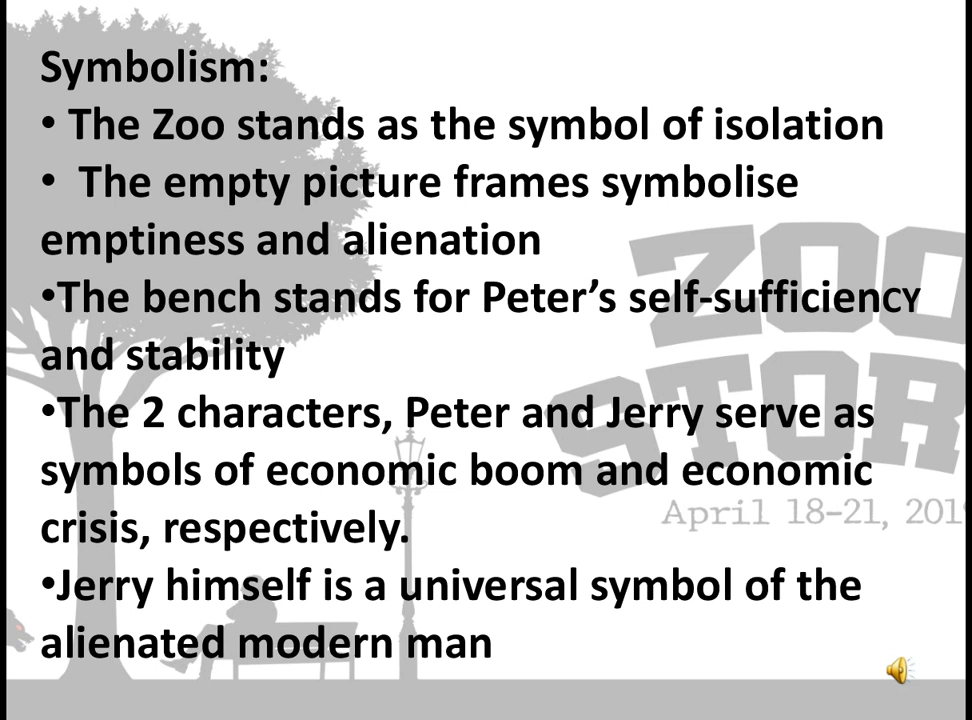 Symbolism:
• The Zoo stands as the symbol of isolation
• The empty picture frames symbolise
emptiness and alienation
•The bench stands for Peter’s self-sufficienCY
and stability
•The 2 characters, Peter and Jerry serve as
symbols of economic boom and economic
crisis, respectively.
•Jerry himself is a universal symbol of the
alienated modern man
ZOO
STOR
April 18-21, 201